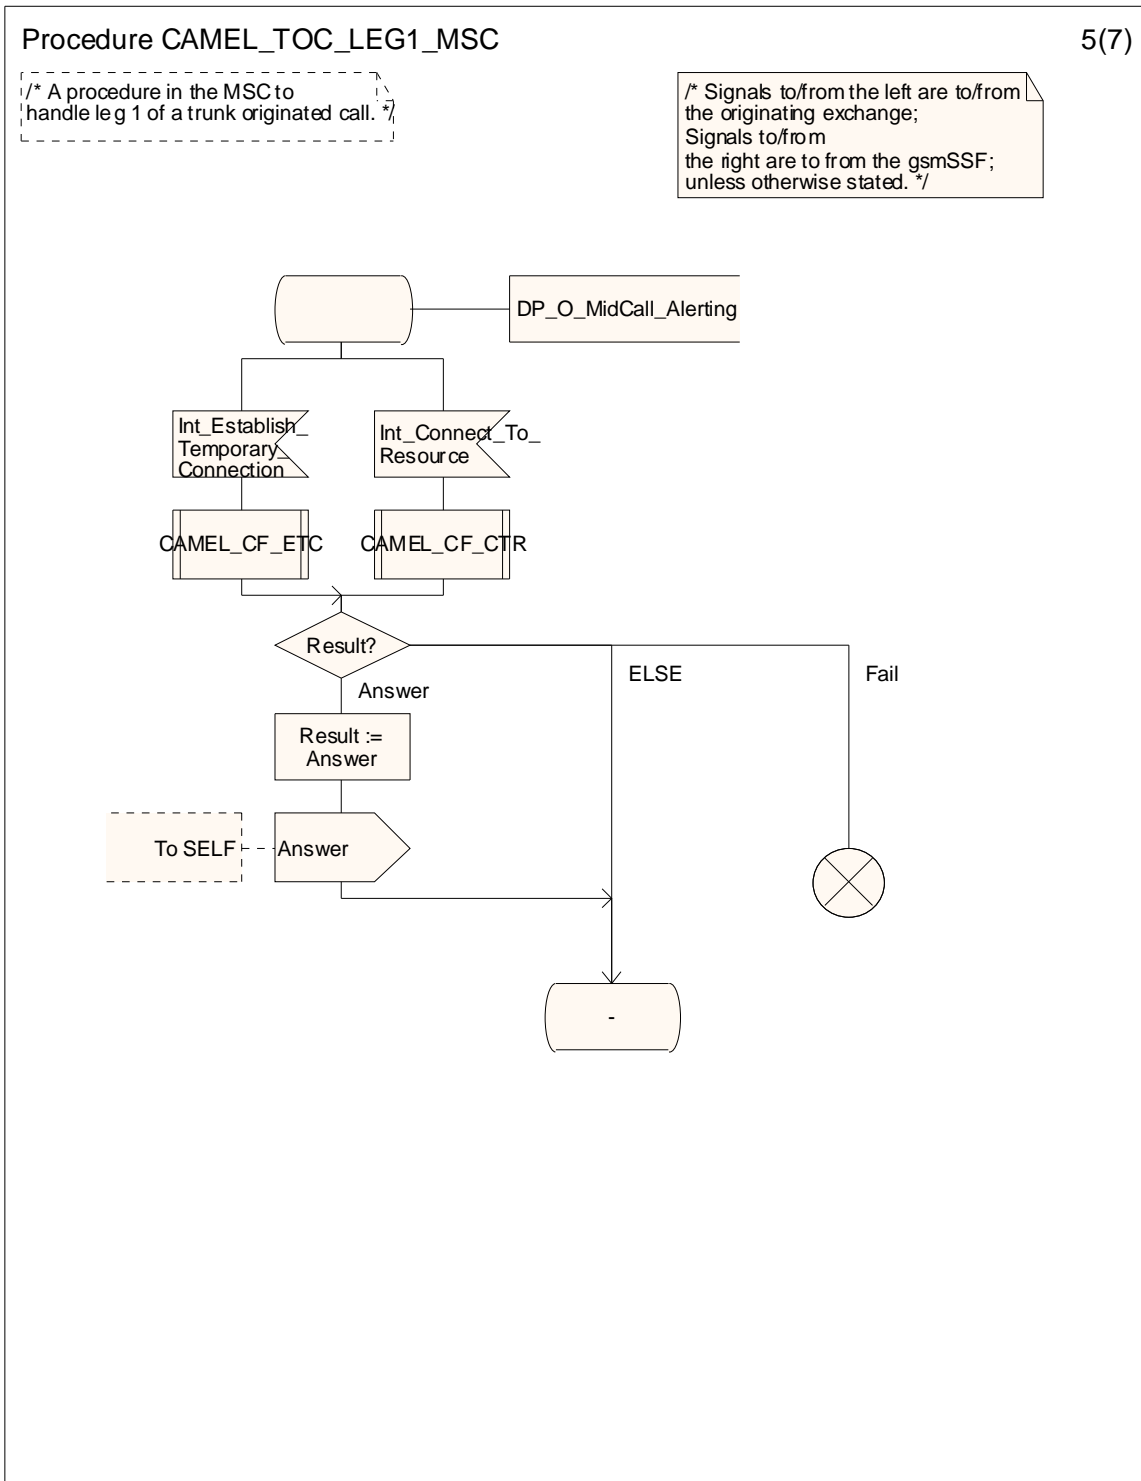 Procedure CAMEL_TOC_LEG1_MSC
5(7)
/* A procedure in the MSC to
handle leg 1 of a trunk originated call. */
/* Signals to/from the left are to/from
the originating exchange;
Signals to/from
the right are to from the gsmSSF;
unless otherwise stated. */
DP_O_MidCall_Alerting
Int_Establish_
Temporary_
Connection
Int_Connect_To_
Resource
CAMEL_CF_ETC
CAMEL_CF_CTR
Result?
ELSE
Fail
Answer
Result :=
Answer
To SELF
Answer
-